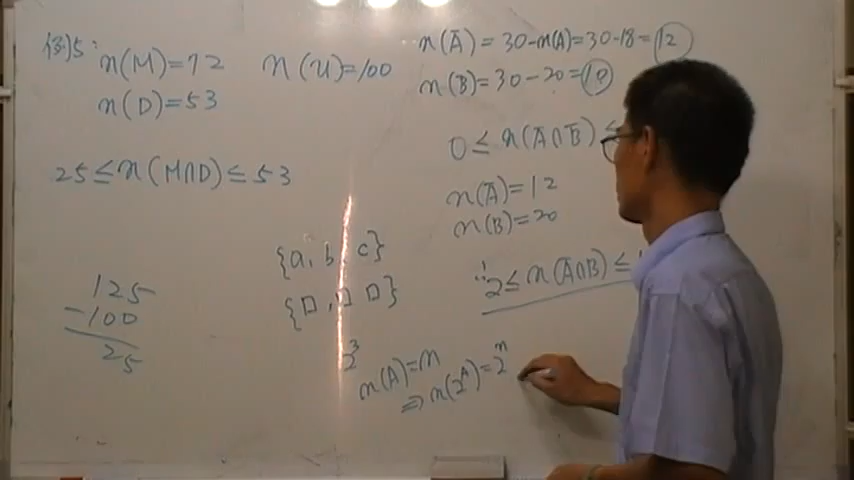 例5:
n(M)=72 n(U)=100
n(D)=53
25≤n(M∩D)≤53
125
-100
25
{a, b, c}
{□, □ □}
2³
n(A)=n
⇒n(2^A)=2^n
n(Ā)=30-n(A)=30-18=12
n(B̄)=30-20=10
0≤n(Ā∩B̄)≤
n(Ā)=12
n(B)=20
∴2≤n(Ā∩B)≤